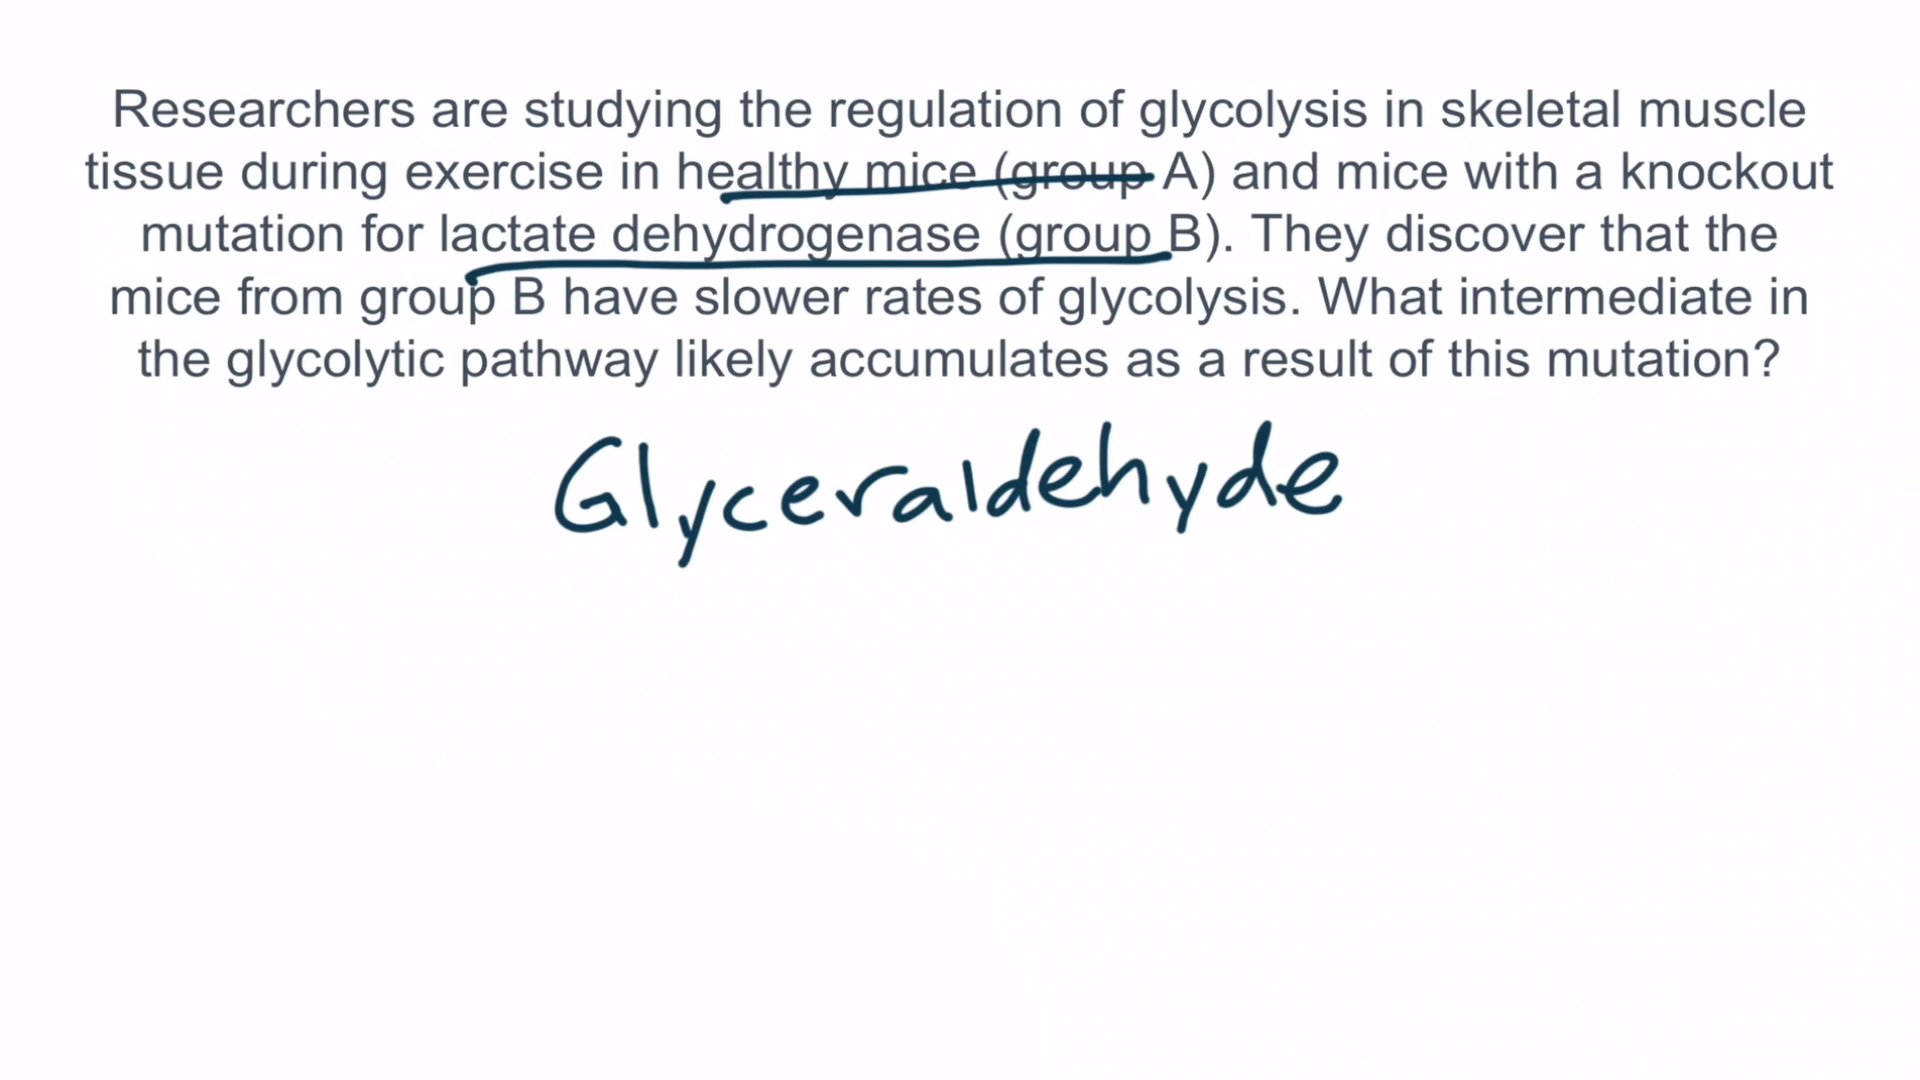 Researchers are studying the regulation of glycolysis in skeletal muscle
tissue during exercise in healthy mice (group A) and mice with a knockout
mutation for lactate dehydrogenase (group B). They discover that the
mice from group B have slower rates of glycolysis. What intermediate in
the glycolytic pathway likely accumulates as a result of this mutation?
Glyceraldehyde